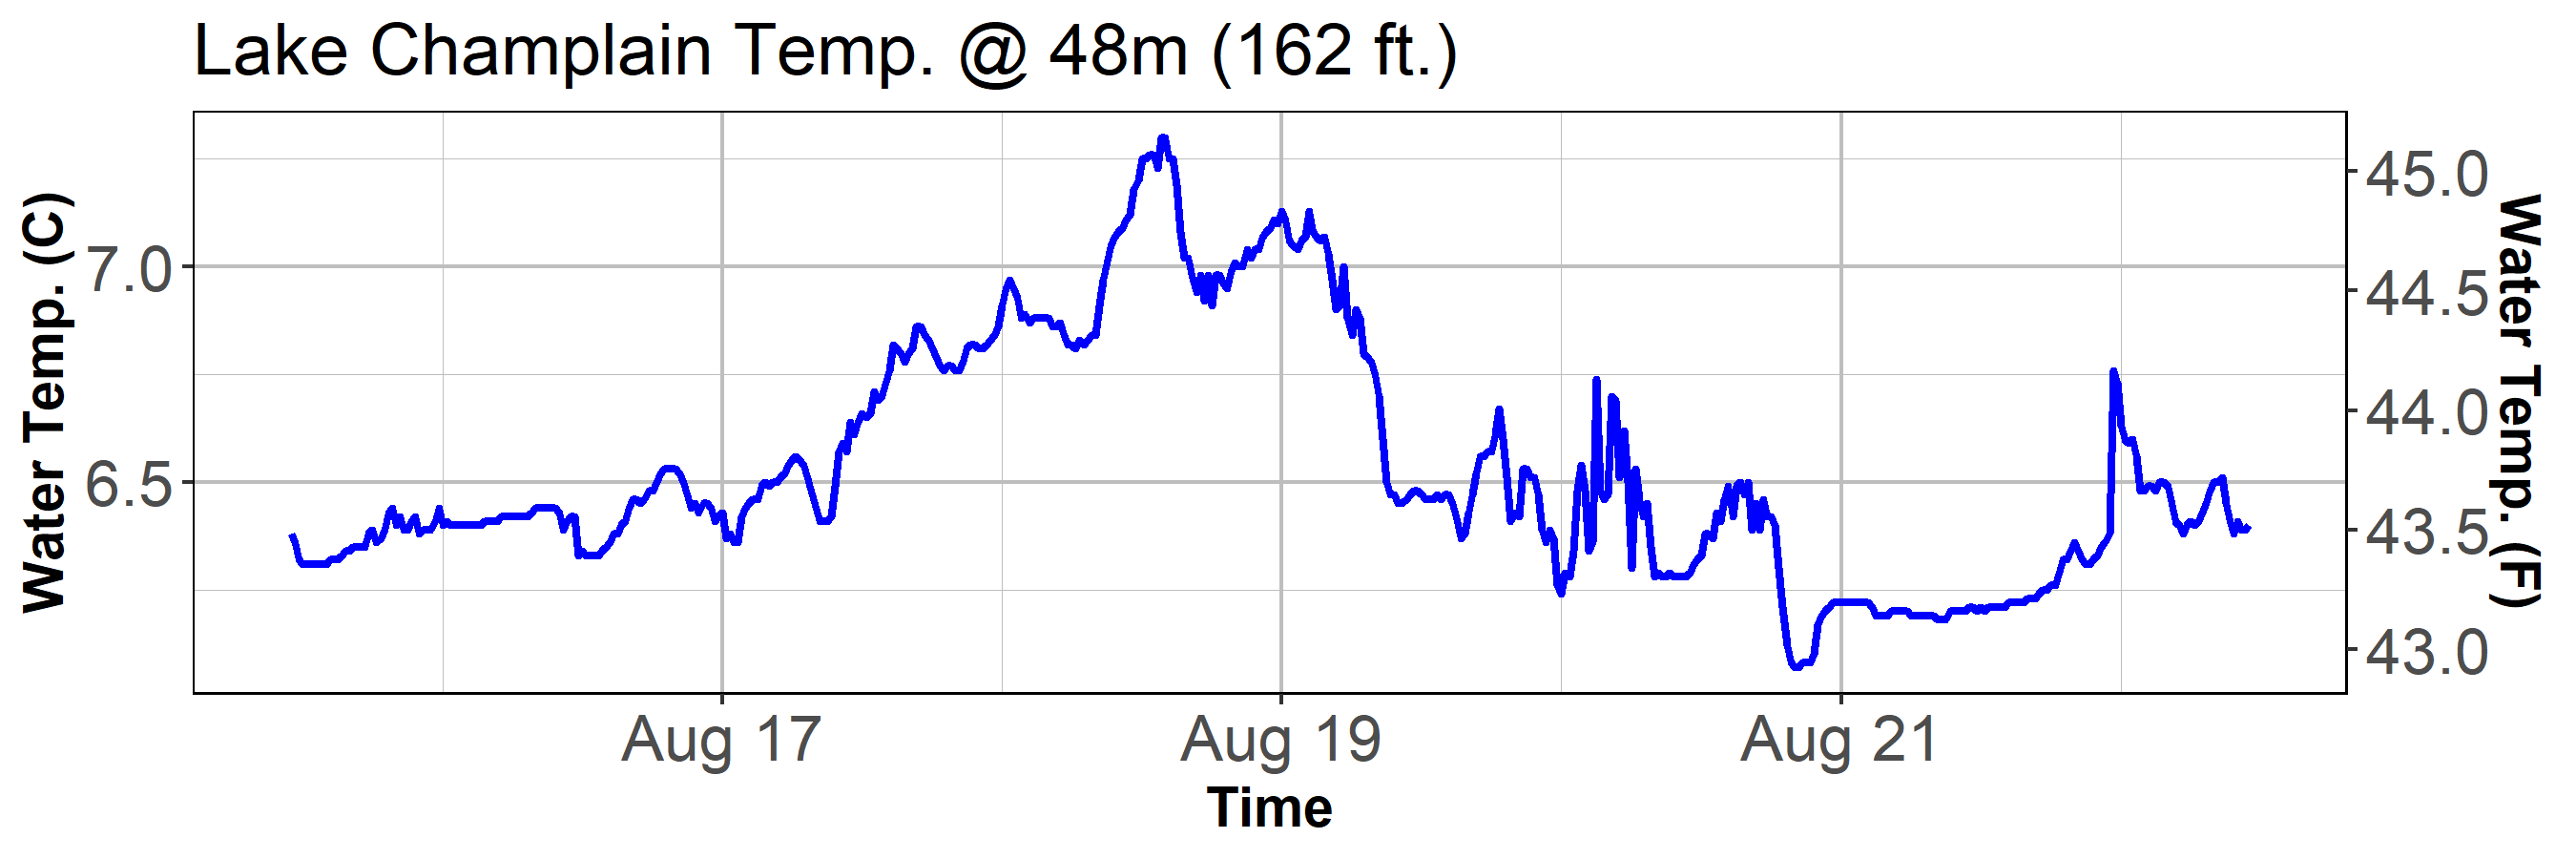 Lake Champlain Temp. @ 48m (162 ft.)
Water Temp. (C)
7.0
6.5
45.0
44.5
44.0
43.5
43.0
Water Temp. (F)
Aug 17
Aug 19
Aug 21
Time